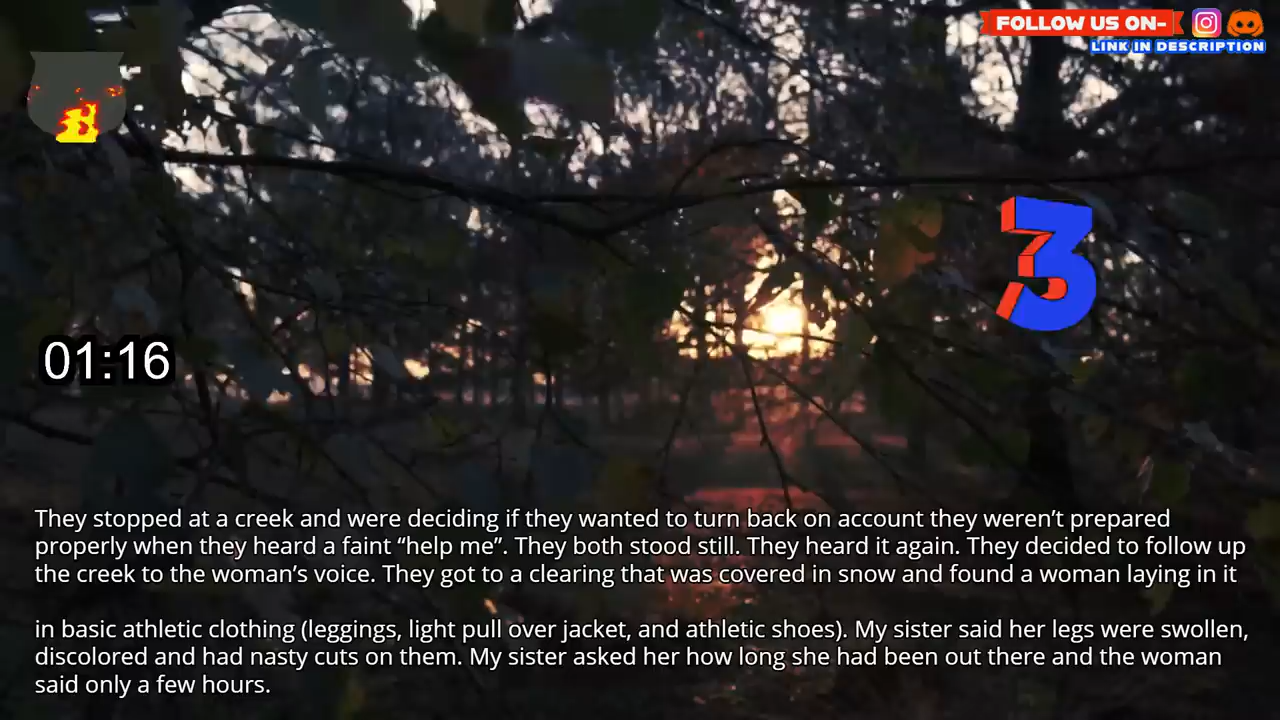 FOLLOW US ON-
LINK IN DESCRIPTION
3
01:16
They stopped at a creek and were deciding if they wanted to turn back on account they weren’t prepared
properly when they heard a faint “help me”. They both stood still. They heard it again. They decided to follow up
the creek to the woman’s voice. They got to a clearing that was covered in snow and found a woman laying in it
in basic athletic clothing (leggings, light pull over jacket, and athletic shoes). My sister said her legs were swollen,
discolored and had nasty cuts on them. My sister asked her how long she had been out there and the woman
said only a few hours.